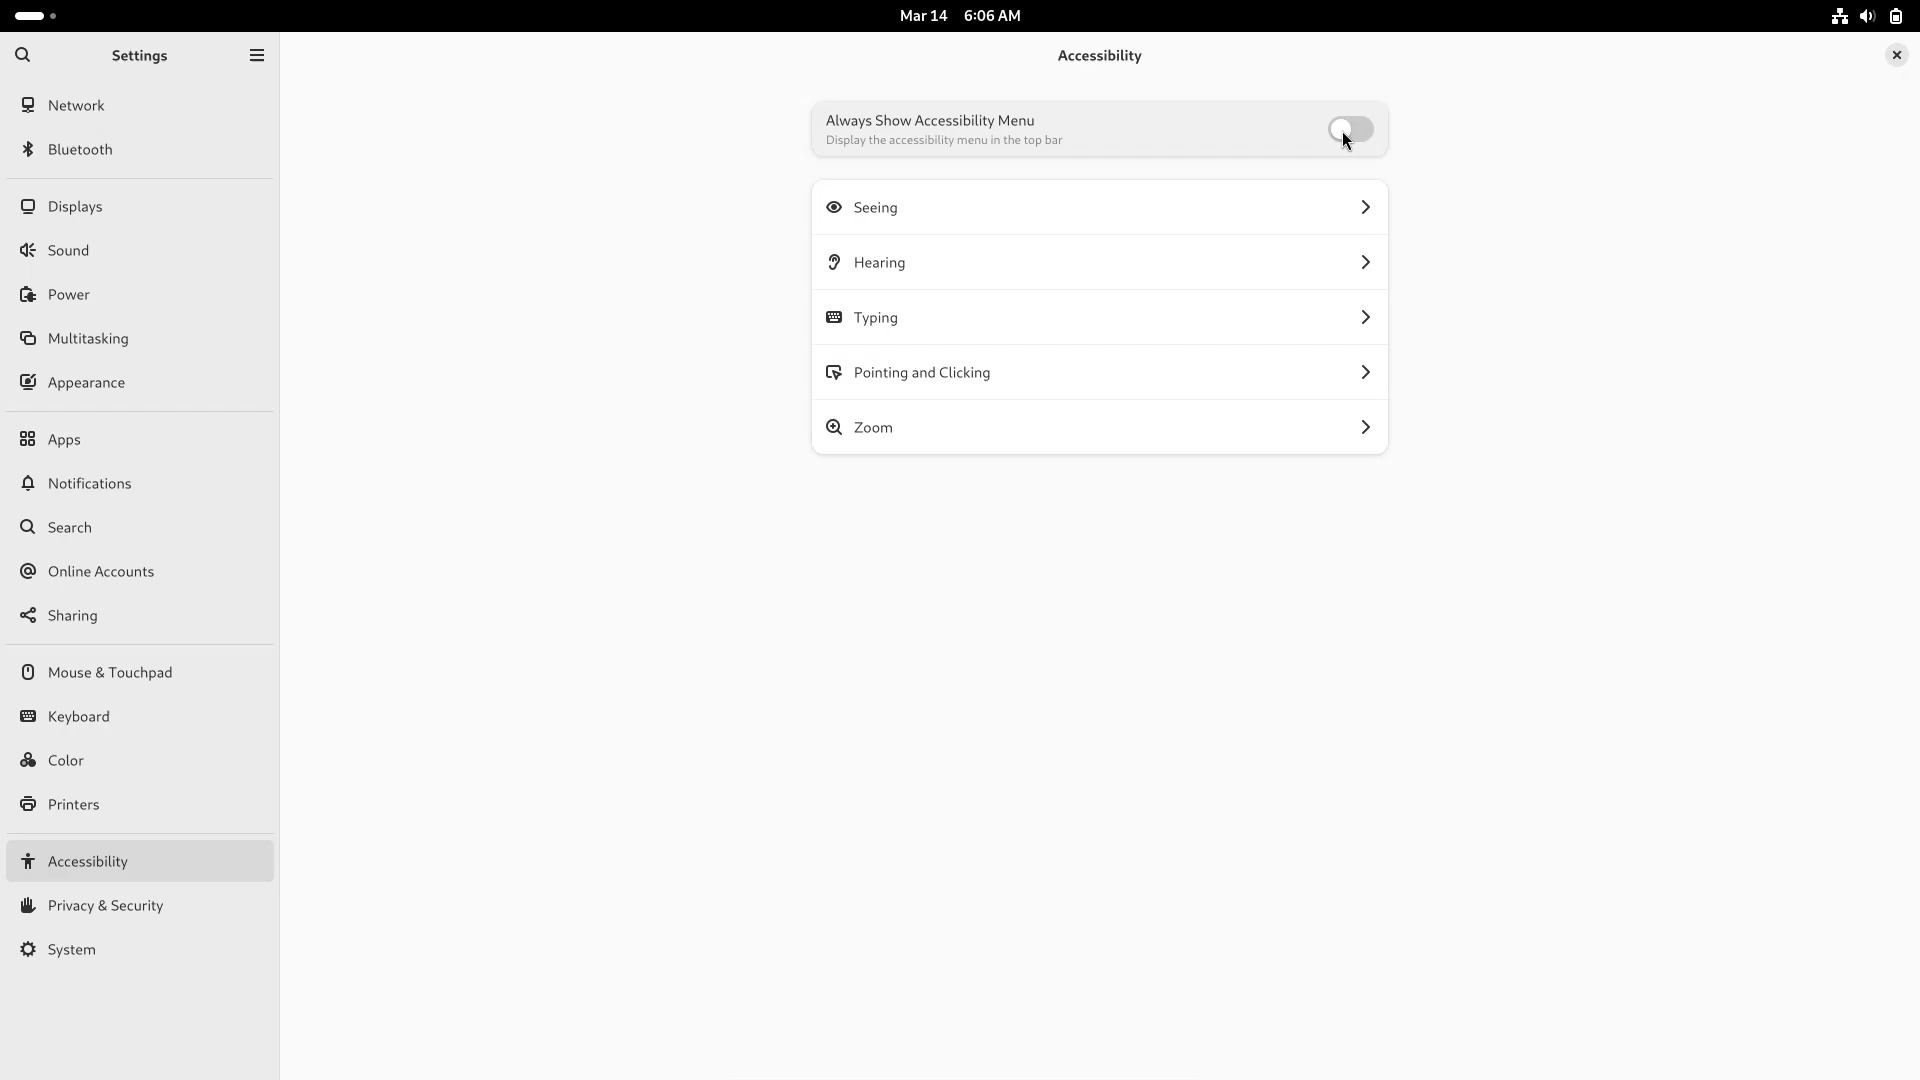 Mar 14 6:06 AM
Settings
Accessibility
Network
Bluetooth
Displays
Sound
Power
Multitasking
Appearance
Apps
Notifications
Search
Online Accounts
Sharing
Mouse & Touchpad
Keyboard
Color
Printers
Accessibility
Privacy & Security
System
Always Show Accessibility Menu
Display the accessibility menu in the top bar
Seeing
Hearing
Typing
Pointing and Clicking
Zoom